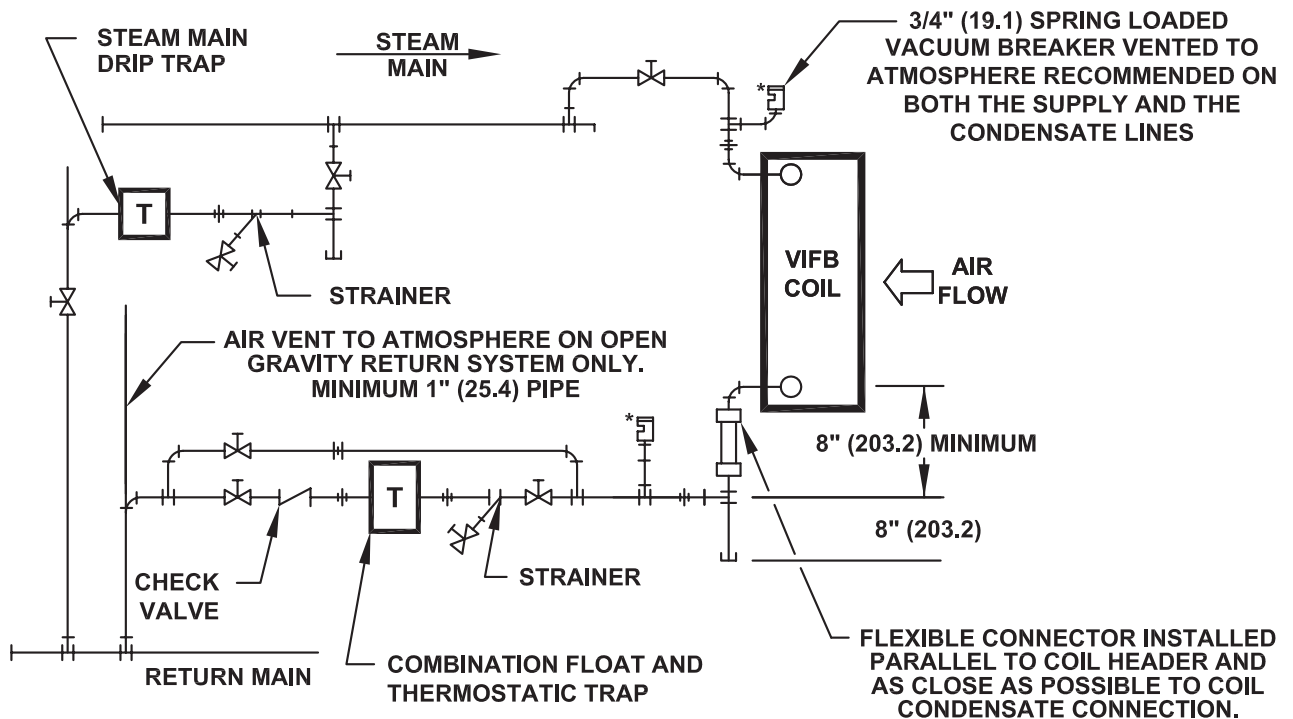 STEAM MAIN
DRIP TRAP
STEAM
MAIN
3/4" (19.1) SPRING LOADED
VACUUM BREAKER VENTED TO
ATMOSPHERE RECOMMENDED ON
BOTH THE SUPPLY AND THE
CONDENSATE LINES
*
T
STRAINER
VIFB
COIL
AIR
FLOW
AIR VENT TO ATMOSPHERE ON OPEN
GRAVITY RETURN SYSTEM ONLY.
MINIMUM 1" (25.4) PIPE
*
8" (203.2) MINIMUM
T
8" (203.2)
CHECK
VALVE
STRAINER
RETURN MAIN
COMBINATION FLOAT AND
THERMOSTATIC TRAP
FLEXIBLE CONNECTOR INSTALLED
PARALLEL TO COIL HEADER AND
AS CLOSE AS POSSIBLE TO COIL
CONDENSATE CONNECTION.